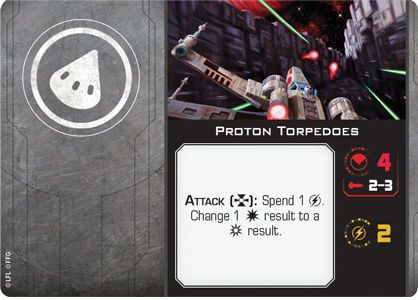 PROTON TORPEDOES
4
2–3
ATTACK ( ): Spend 1 .
Change 1 result to a
result.
2
© LFL © FFG